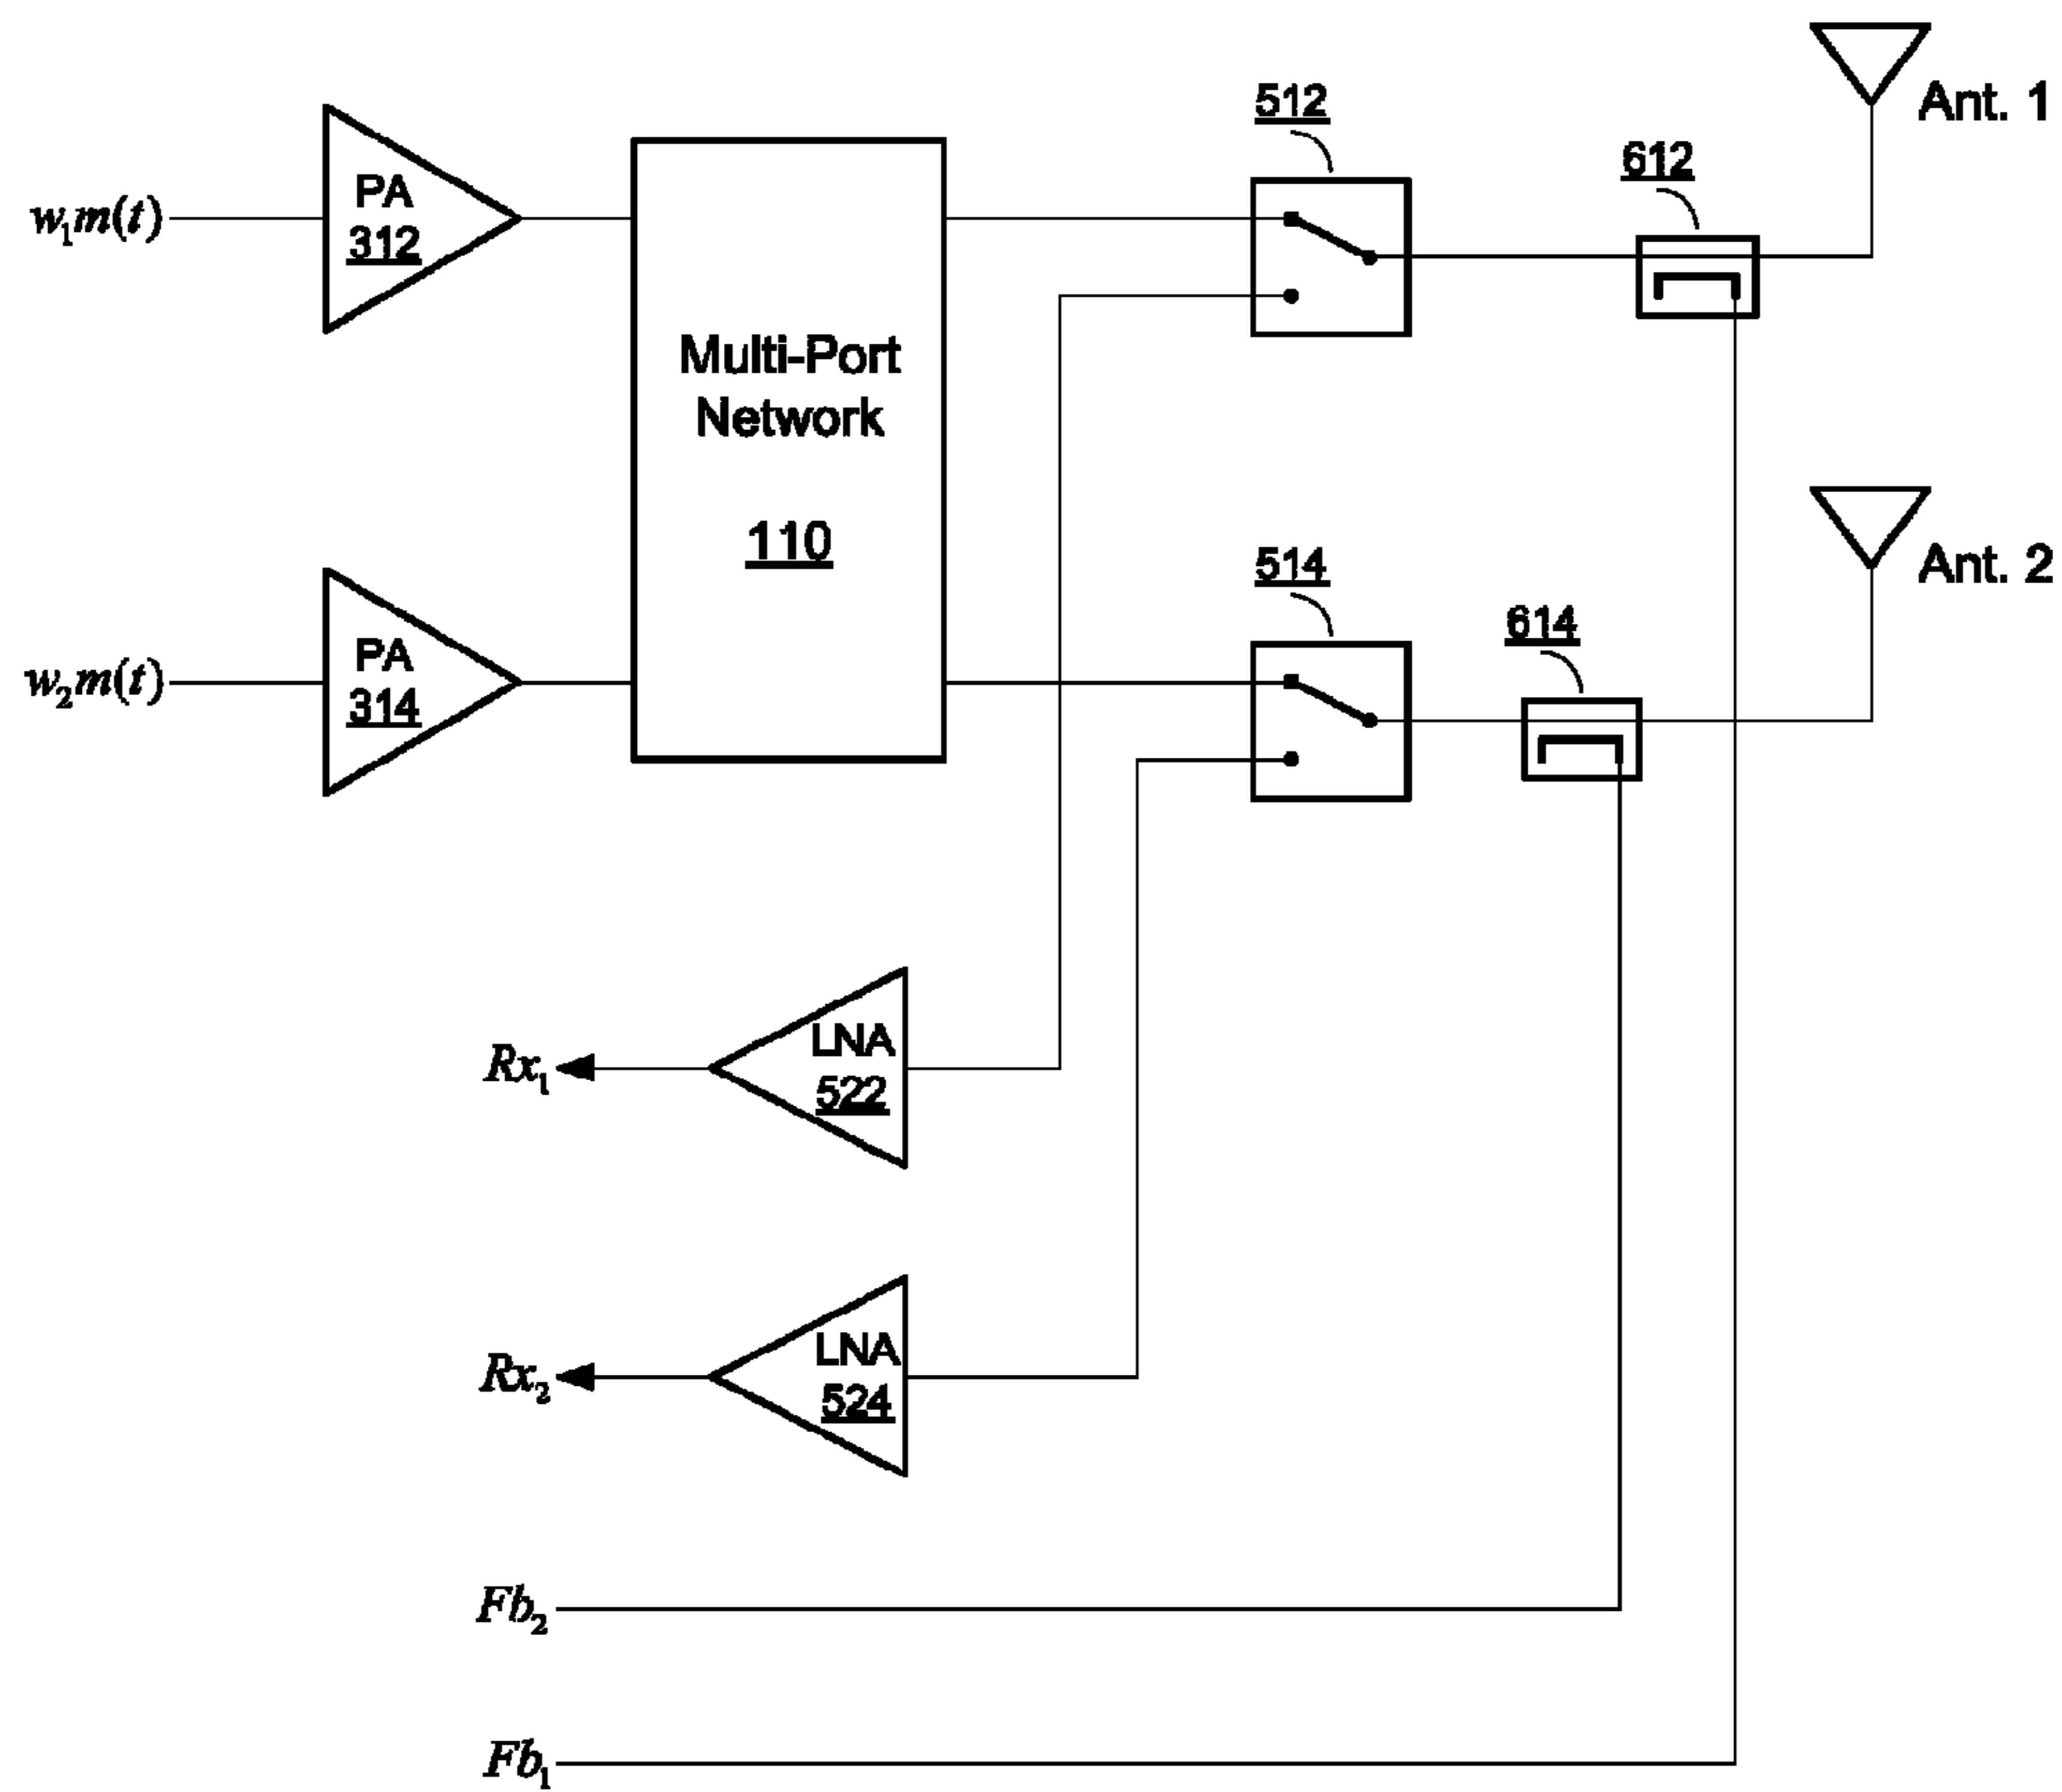 Ant. 1
512
612
PA
312
w₁m(t)
Multi-Port
Network
110
Ant. 2
514
614
PA
314
w₂m(t)
LNA
522
Rx₁
LNA
524
Rx₂
Fb₂
Fb₁